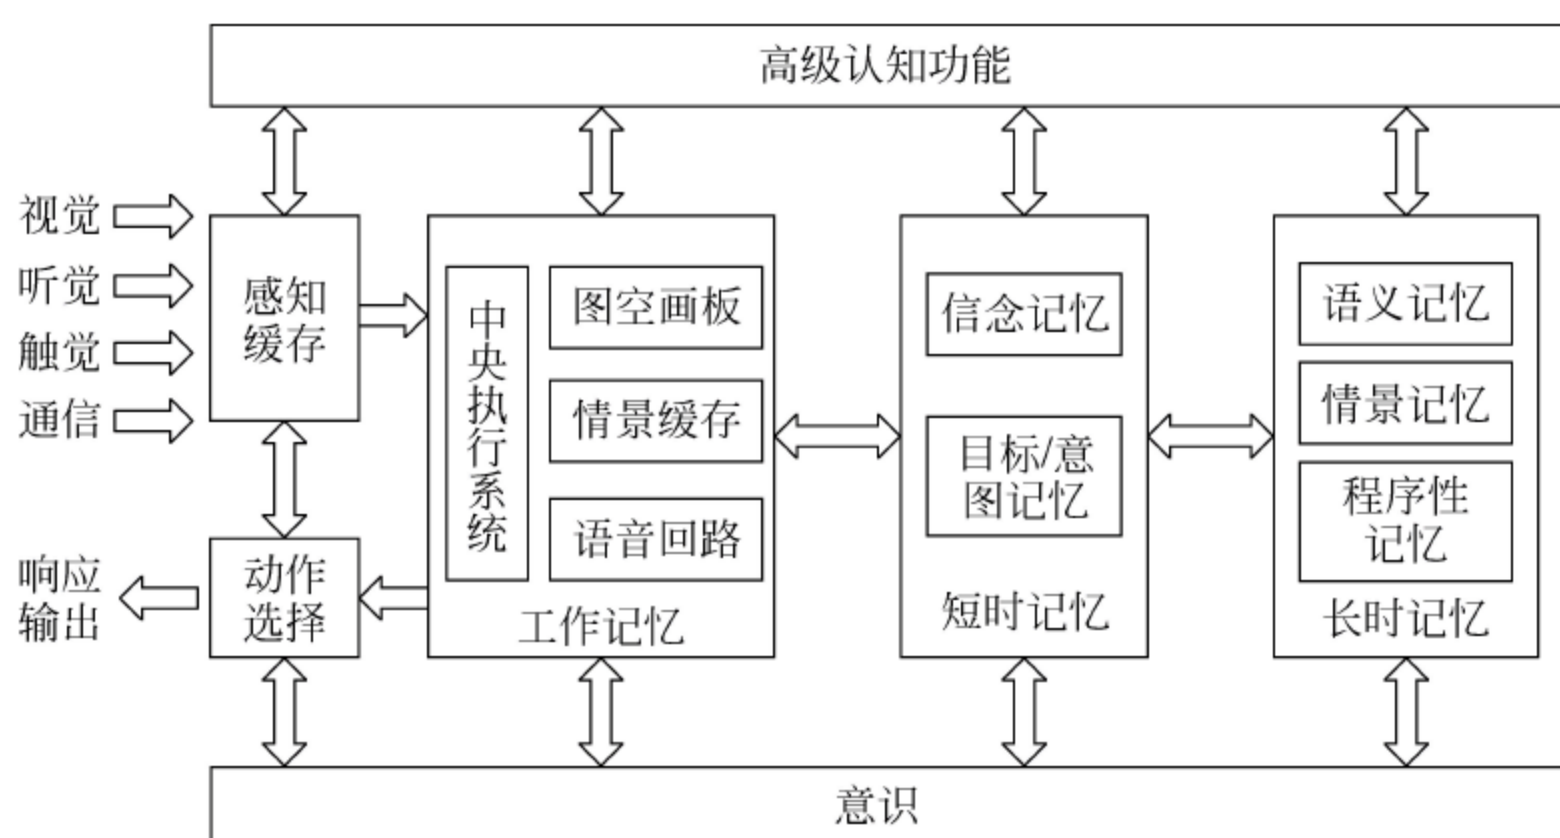 高级认知功能
视觉
听觉
触觉
通信
感知
缓存
响应
输出
动作
选择
中央执行系统
图空画板
情景缓存
语音回路
工作记忆
信念记忆
目标/意
图记忆
短时记忆
语义记忆
情景记忆
程序性
记忆
长时记忆
意识